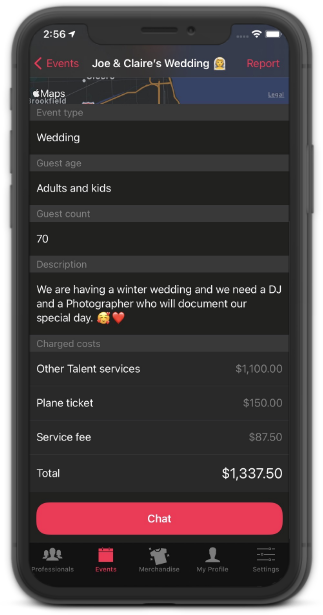 2:56
Events Joe & Claire's Wedding 👰 Report
Maps
Brookfield
Event type
Wedding
Guest age
Adults and kids
Guest count
70
Description
We are having a winter wedding and we need a DJ
and a Photographer who will document our
special day. 🥰❤️
Charged costs
Other Talent services $1,100.00
Plane ticket $150.00
Service fee $87.50
Total $1,337.50
Chat
Professionals Events Merchandise My Profile Settings